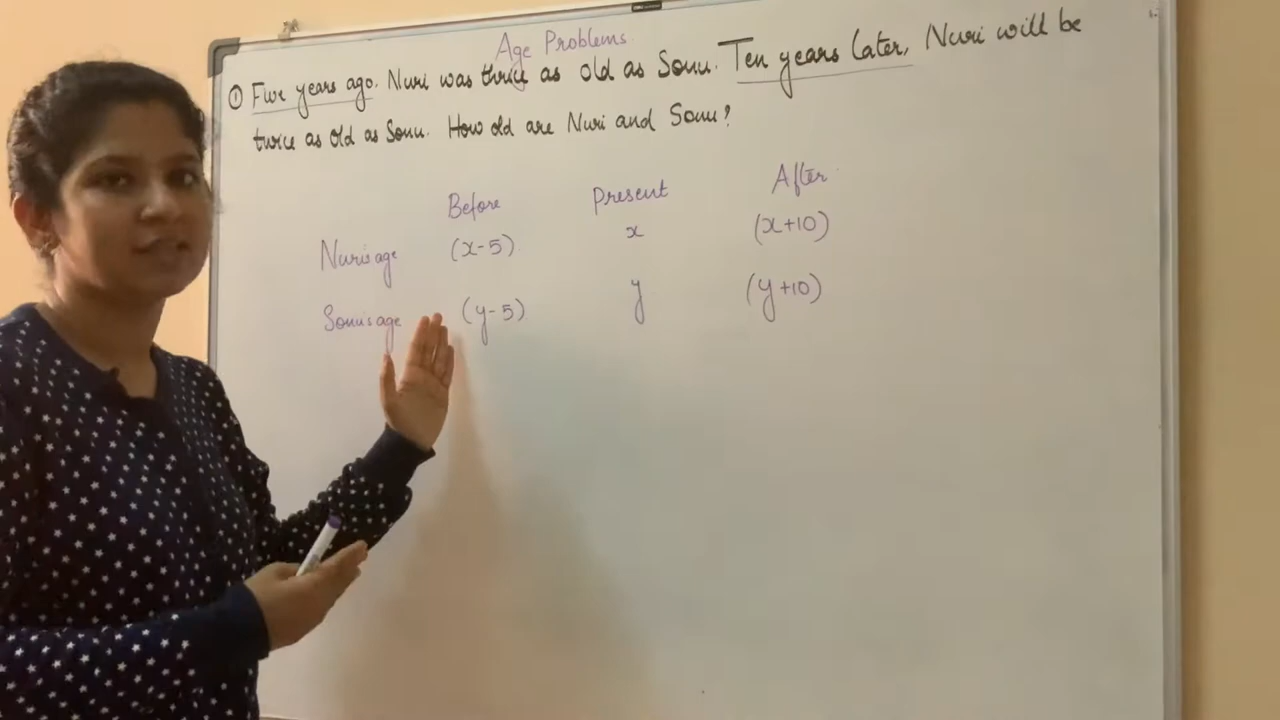 Age Problems.
① Five years ago, Nuri was thrice as old as Sonu. Ten years later, Nuri will be
twice as old as Sonu. How old are Nuri and Sonu?
Before Present After
Nuri's age (x-5) x (x+10)
Sonu's age (y-5) y (y+10)